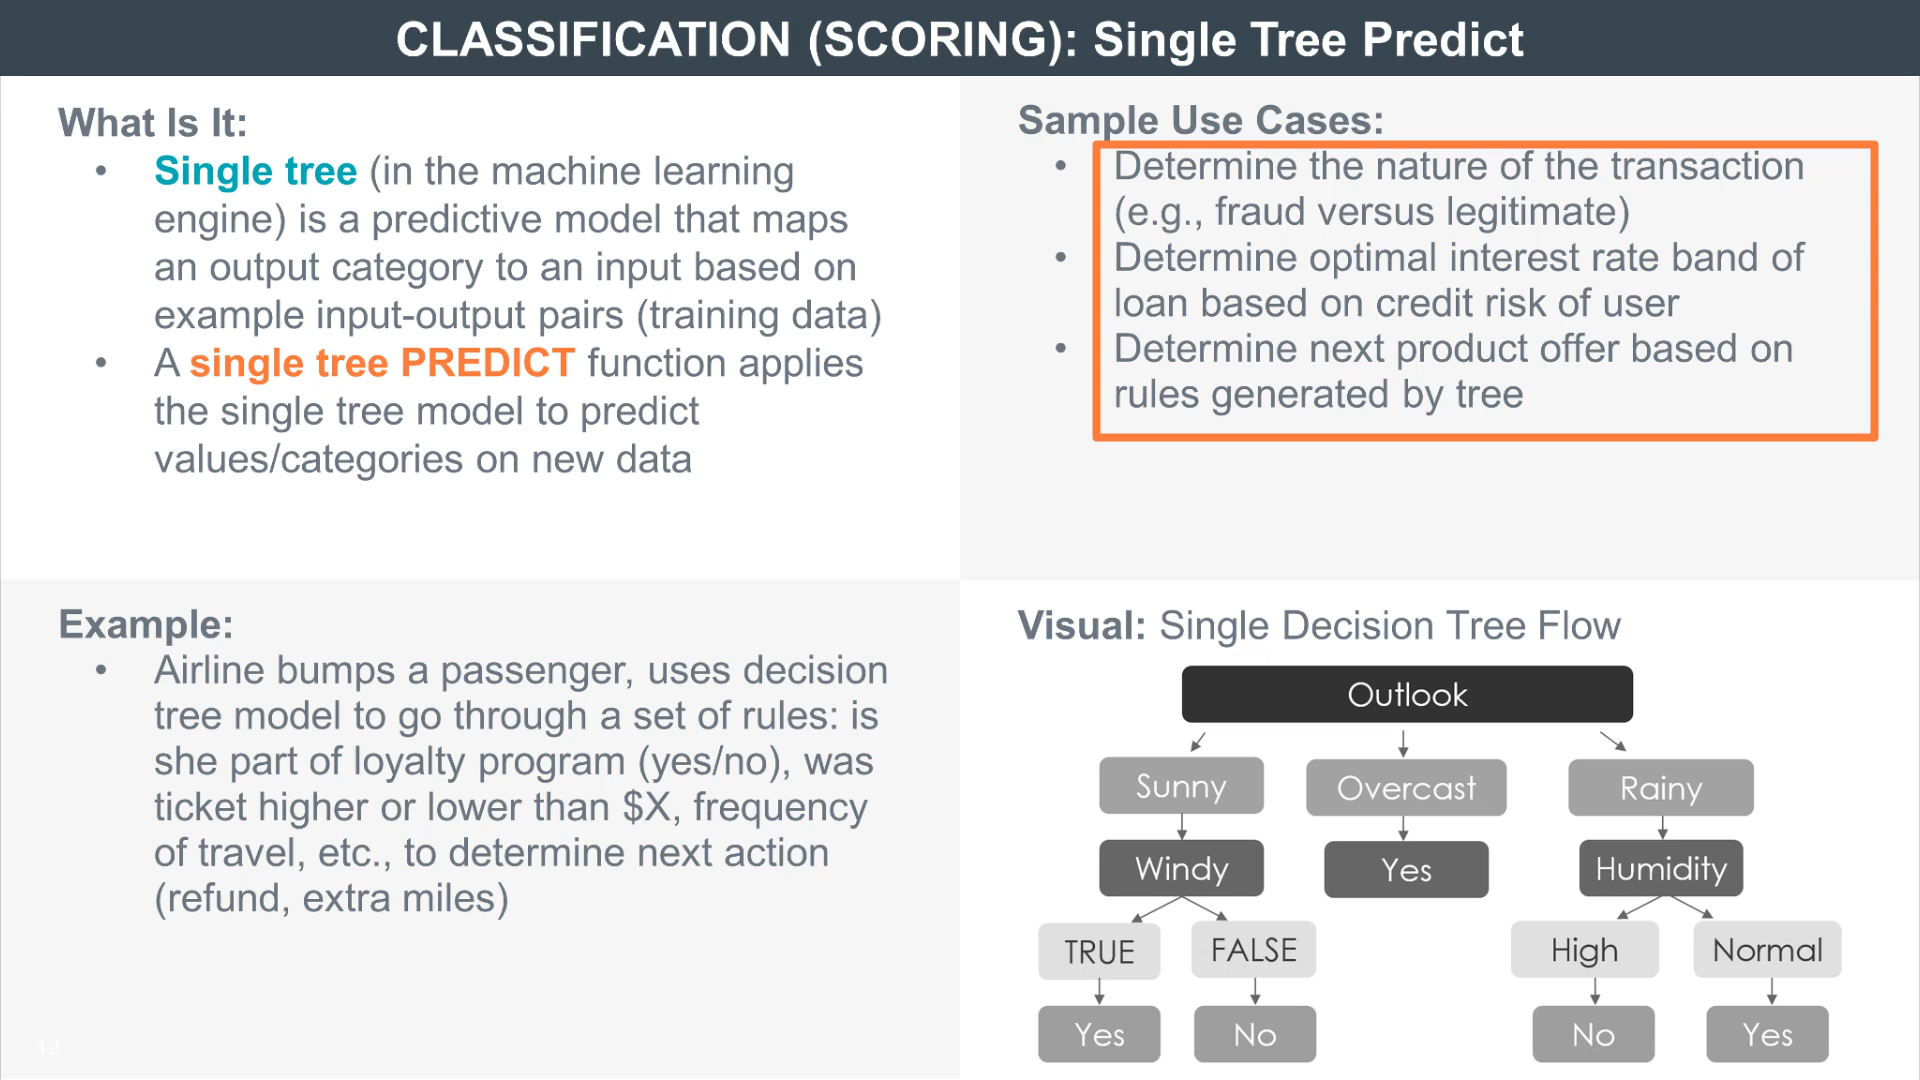 CLASSIFICATION (SCORING): Single Tree Predict
What Is It:
• Single tree (in the machine learning
engine) is a predictive model that maps
an output category to an input based on
example input-output pairs (training data)
• A single tree PREDICT function applies
the single tree model to predict
values/categories on new data
Sample Use Cases:
• Determine the nature of the transaction
(e.g., fraud versus legitimate)
• Determine optimal interest rate band of
loan based on credit risk of user
• Determine next product offer based on
rules generated by tree
Example:
• Airline bumps a passenger, uses decision
tree model to go through a set of rules: is
she part of loyalty program (yes/no), was
ticket higher or lower than $X, frequency
of travel, etc., to determine next action
(refund, extra miles)
12
Visual: Single Decision Tree Flow
Outlook
Sunny Overcast Rainy
Windy Yes Humidity
TRUE FALSE High Normal
Yes No No Yes